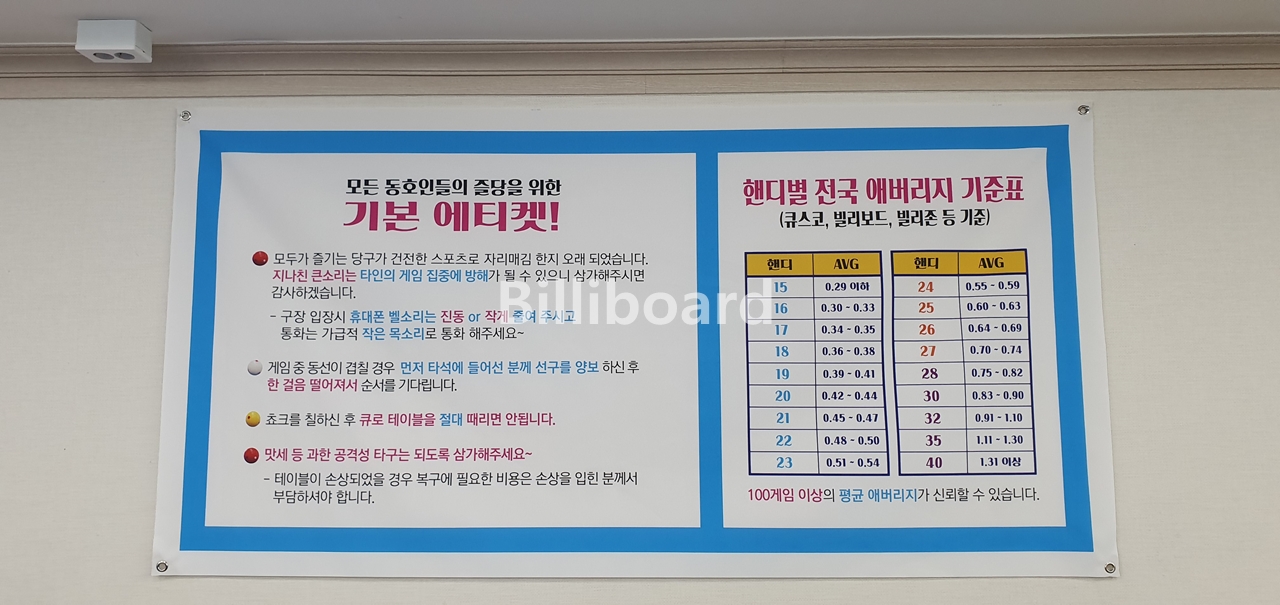 모든 동호인들의 즐당을 위한
기본 에티켓!
모두가 즐기는 당구가 건전한 스포츠로 자리매김 한지 오래 되었습니다.
지나친 큰소리는 타인의 게임 집중에 방해가 될 수 있으니 삼가해주시면
감사하겠습니다.
- 구장 입장시 휴대폰 벨소리는 진동 or 작게 줄여 주시고
통화는 가급적 작은 목소리로 통화 해주세요~
게임 중 동선이 겹칠 경우 먼저 타석에 들어선 분께 선구를 양보 하신 후
한 걸음 떨어져서 순서를 기다립니다.
쵸크를 칠하신 후 큐로 테이블을 절대 때리면 안됩니다.
맛세 등 과한 공격성 타구는 되도록 삼가해주세요~
- 테이블이 손상되었을 경우 복구에 필요한 비용은 손상을 입힌 분께서
부담하셔야 합니다.
핸디별 전국 애버리지 기준표
(큐스코, 빌리보드, 빌리존 등 기준)
핸디 AVG 핸디 AVG
15 0.29 이하 24 0.55 - 0.59
16 0.30 - 0.33 25 0.60 - 0.63
17 0.34 - 0.35 26 0.64 - 0.69
18 0.36 - 0.38 27 0.70 - 0.74
19 0.39 - 0.41 28 0.75 - 0.82
20 0.42 - 0.44 30 0.83 - 0.90
21 0.45 - 0.47 32 0.91 - 1.10
22 0.48 - 0.50 35 1.11 - 1.30
23 0.51 - 0.54 40 1.31 이상
100게임 이상의 평균 애버리지가 신뢰할 수 있습니다.
Billiboard